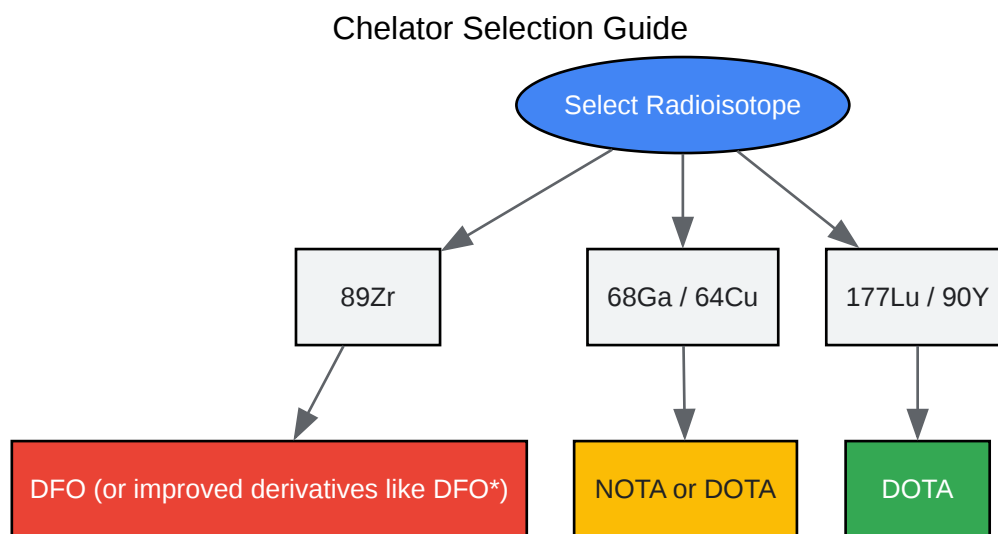 Chelator Selection Guide
Select Radioisotope
89Zr
68Ga / 64Cu
177Lu / 90Y
DFO (or improved derivatives like DFO*)
NOTA or DOTA
DOTA